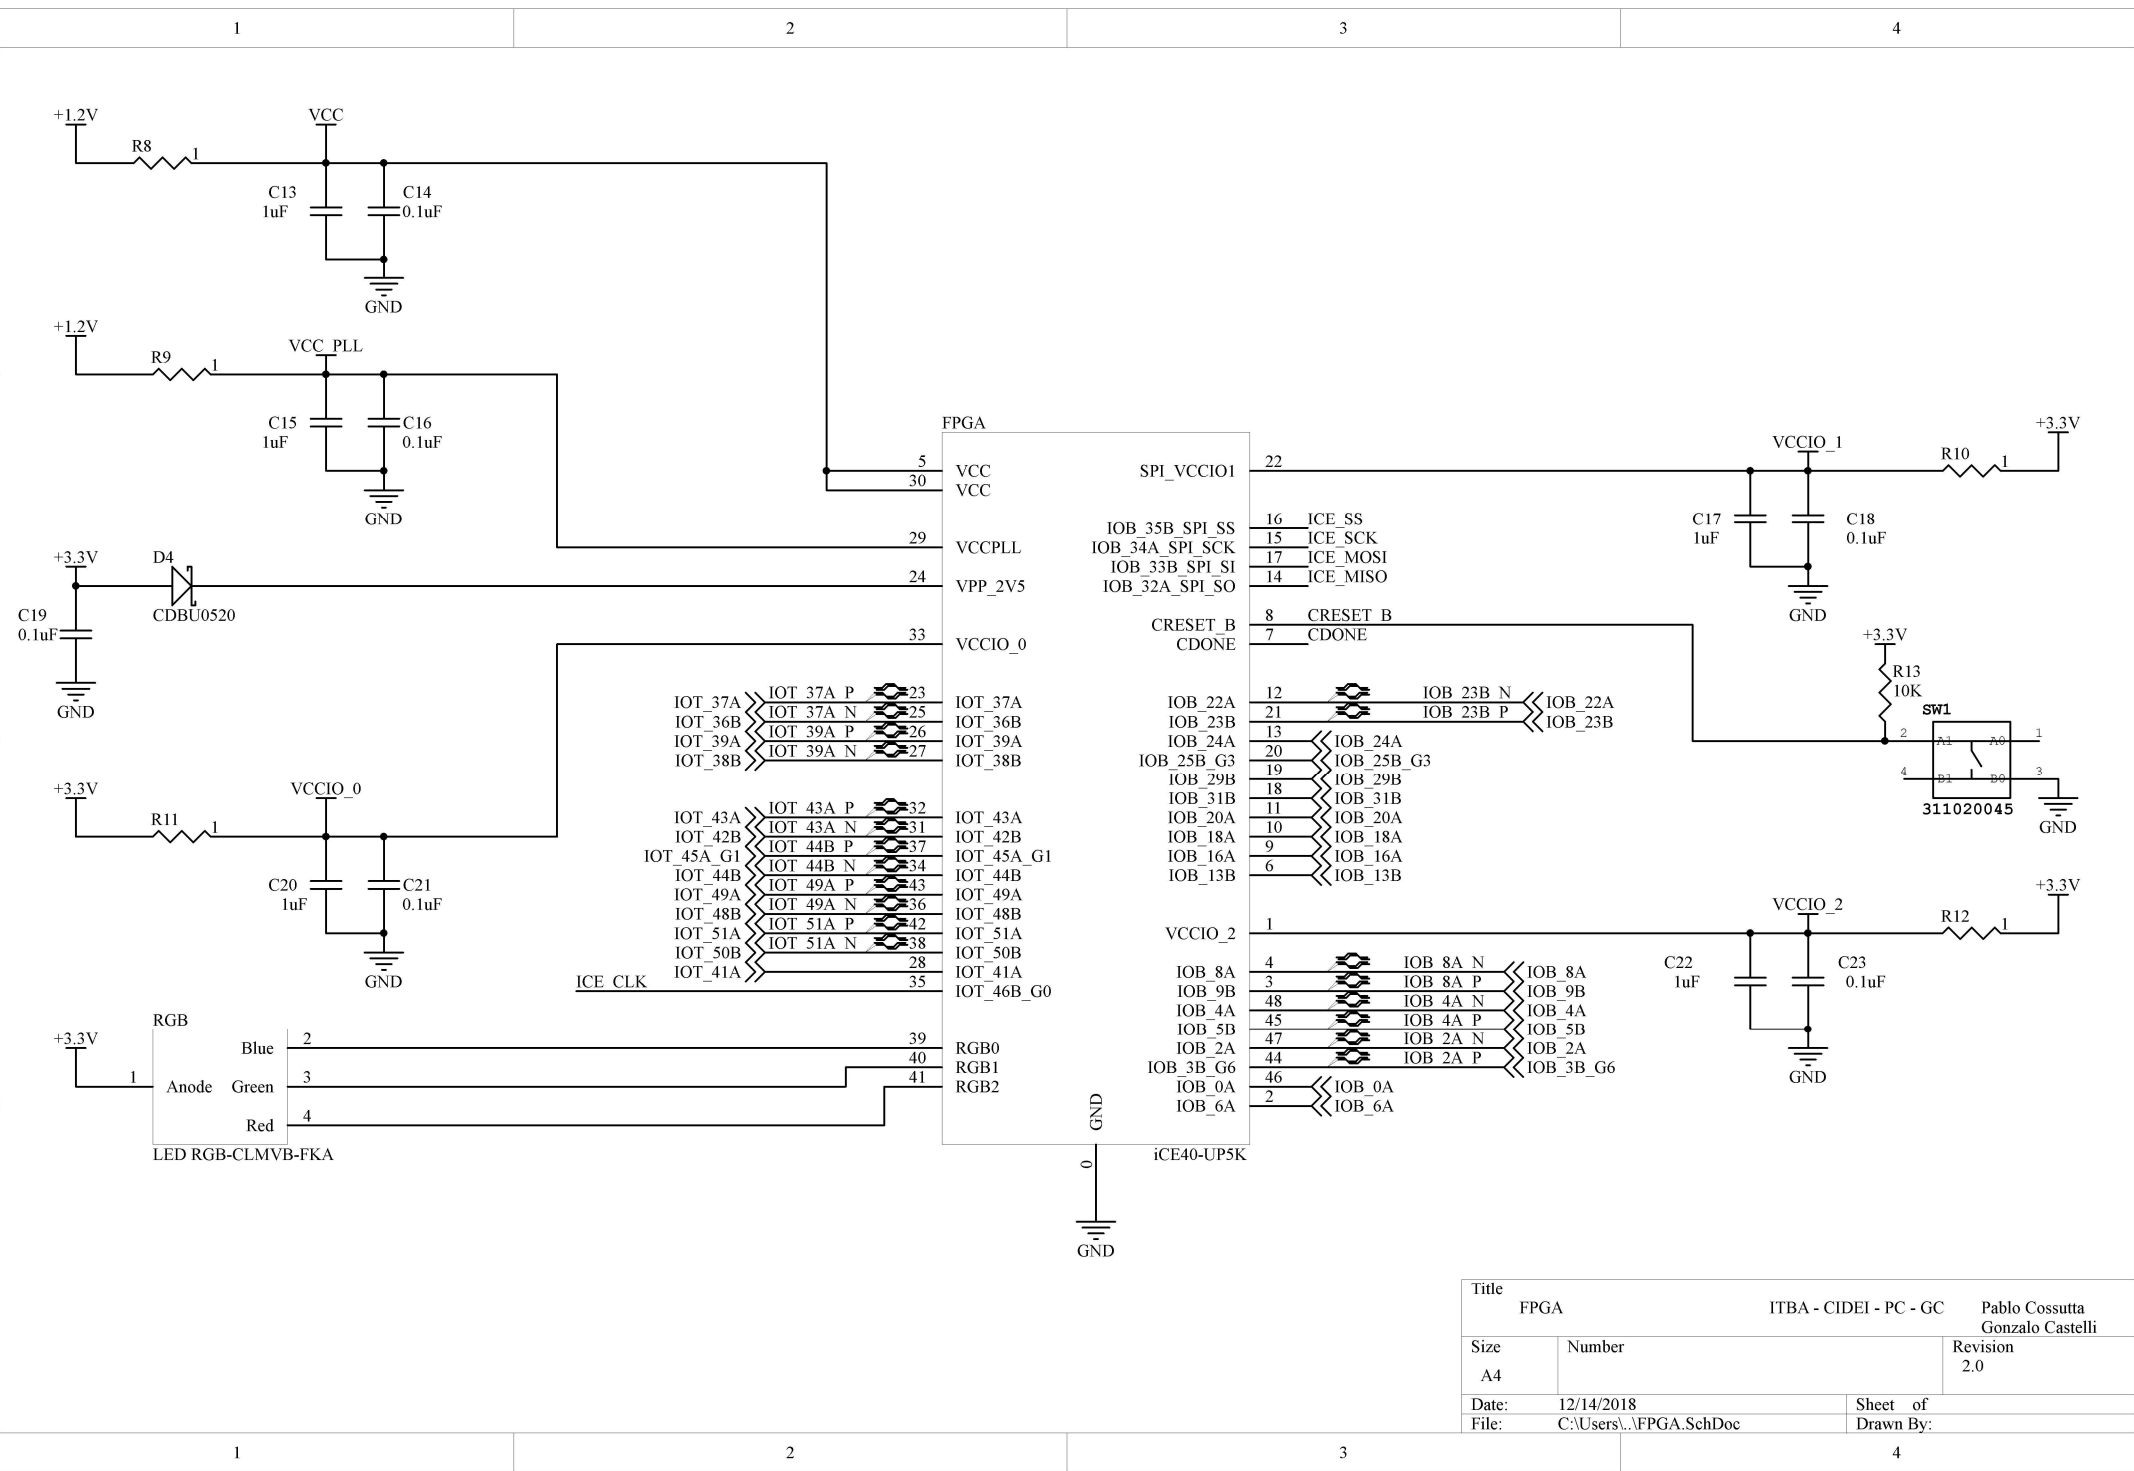 1 2 3 4
+1.2V
R8 1
VCC
C13
1uF
C14
0.1uF
GND
+1.2V
R9 1
VCC_PLL
C15
1uF
C16
0.1uF
GND
+3.3V
D4
CDBU0520
C19
0.1uF
GND
+3.3V
R11 1
VCCIO_0
C20
1uF
C21
0.1uF
GND
+3.3V
RGB
1 Anode
Blue 2
Green 3
Red 4
LED RGB-CLMVB-FKA
FPGA
5 VCC
30 VCC
29 VCCPLL
24 VPP_2V5
33 VCCIO_0
IOT_37A IOT_37A_P 23 IOT_37A
IOT_36B IOT_37A_N 25 IOT_36B
IOT_39A IOT_39A_P 26 IOT_39A
IOT_38B IOT_39A_N 27 IOT_38B
IOT_43A IOT_43A_P 32 IOT_43A
IOT_42B IOT_43A_N 31 IOT_42B
IOT_45A_G1 IOT_44B_P 37 IOT_45A_G1
IOT_44B IOT_44B_N 34 IOT_44B
IOT_49A IOT_49A_P 43 IOT_49A
IOT_48B IOT_49A_N 36 IOT_48B
IOT_51A IOT_51A_P 42 IOT_51A
IOT_50B IOT_51A_N 38 IOT_50B
IOT_41A 28 IOT_41A
ICE_CLK 35 IOT_46B_G0
39 RGB0
40 RGB1
41 RGB2
GND
0
GND
iCE40-UP5K
SPI_VCCIO1 22
IOB_35B_SPI_SS 16 ICE_SS
IOB_34A_SPI_SCK 15 ICE_SCK
IOB_33B_SPI_SI 17 ICE_MOSI
IOB_32A_SPI_SO 14 ICE_MISO
CRESET_B 8 CRESET_B
CDONE 7 CDONE
IOB_22A 12 IOB_23B_N IOB_22A
IOB_23B 21 IOB_23B_P IOB_23B
IOB_24A 13 IOB_24A
IOB_25B_G3 20 IOB_25B_G3
IOB_29B 19 IOB_29B
IOB_31B 18 IOB_31B
IOB_20A 11 IOB_20A
IOB_18A 10 IOB_18A
IOB_16A 9 IOB_16A
IOB_13B 6 IOB_13B
VCCIO_2 1
IOB_8A 4 IOB_8A_N IOB_8A
IOB_9B 3 IOB_8A_P IOB_9B
IOB_4A 48 IOB_4A_N IOB_4A
IOB_5B 45 IOB_4A_P IOB_5B
IOB_2A 47 IOB_2A_N IOB_2A
IOB_3B_G6 44 IOB_2A_P IOB_3B_G6
IOB_0A 46 IOB_0A
IOB_6A 2 IOB_6A
VCCIO_1
R10 1
+3.3V
C17
1uF
C18
0.1uF
GND
+3.3V
R13
10K
SW1
2 A1 A0 1
4 B1 B0 3
311020045
GND
VCCIO_2
R12 1
+3.3V
C22
1uF
C23
0.1uF
GND
Title
FPGA ITBA - CIDEI - PC - GC Pablo Cossutta
Gonzalo Castelli
Size Number Revision
A4 2.0
Date: 12/14/2018 Sheet of
File: C:\Users\..\FPGA.SchDoc Drawn By:
1 2 3 4